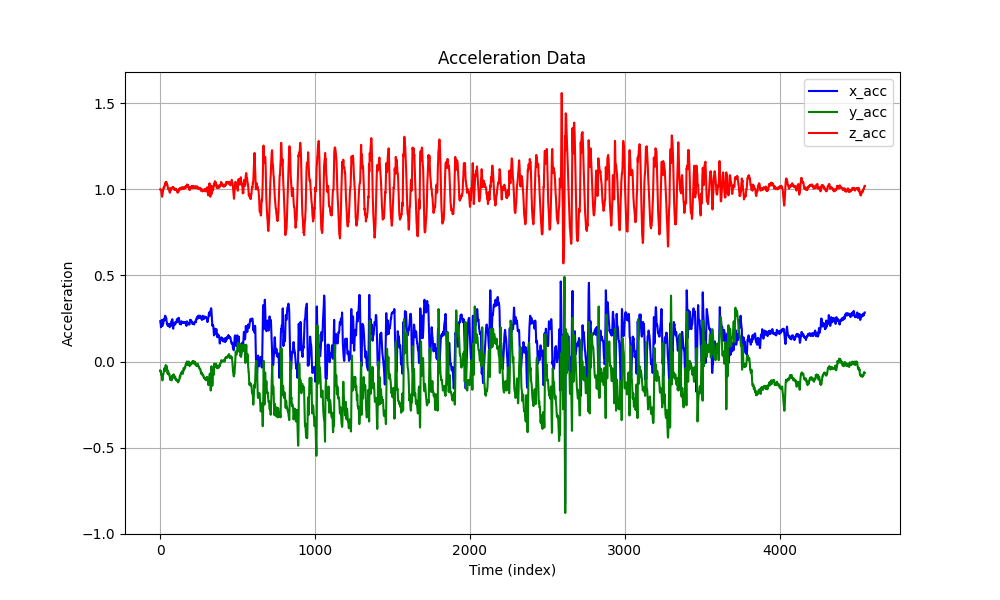 Acceleration Data
x_acc
y_acc
z_acc
1.5
1.0
0.5
0.0
−0.5
−1.0
Acceleration
0 1000 2000 3000 4000
Time (index)